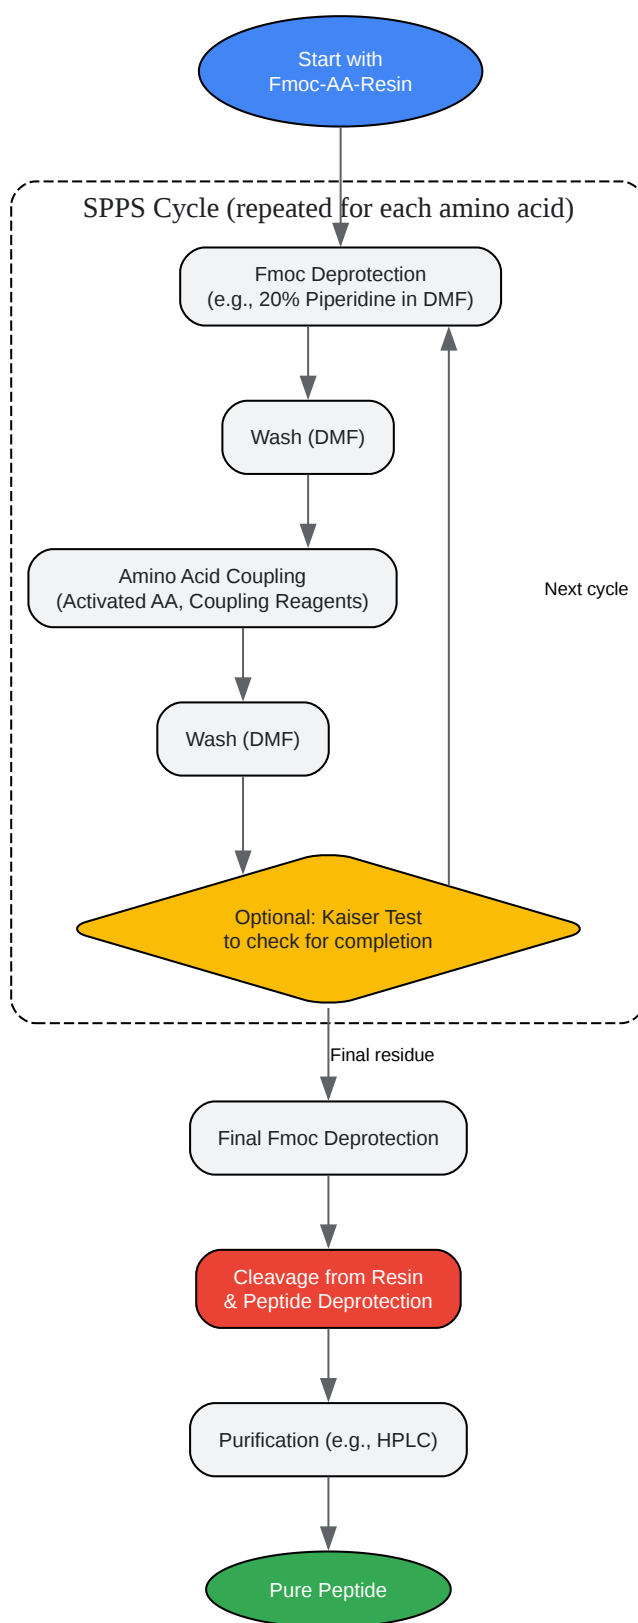 Start with
Fmoc-AA-Resin
SPPS Cycle (repeated for each amino acid)
Fmoc Deprotection
(e.g., 20% Piperidine in DMF)
Wash (DMF)
Amino Acid Coupling
(Activated AA, Coupling Reagents)
Next cycle
Wash (DMF)
Optional: Kaiser Test
to check for completion
Final residue
Final Fmoc Deprotection
Cleavage from Resin
& Peptide Deprotection
Purification (e.g., HPLC)
Pure Peptide